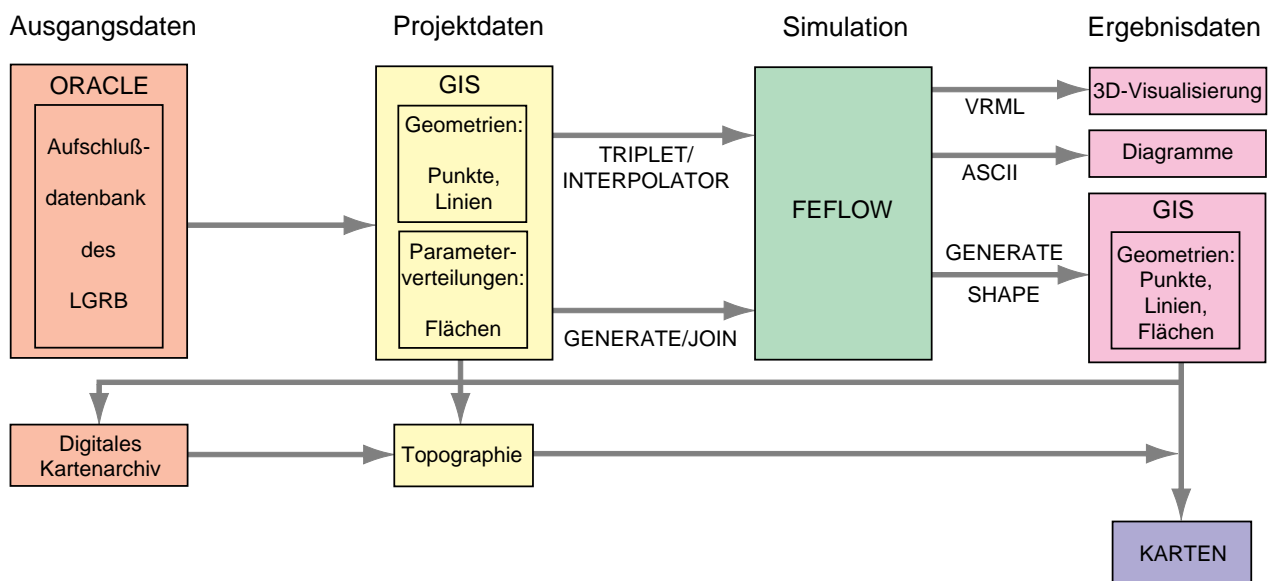 Ausgangsdaten
Projektdaten
Simulation
Ergebnisdaten
ORACLE
Aufschluß-
datenbank
des
LGRB
GIS
Geometrien:
Punkte,
Linien
Parameter-
verteilungen:
Flächen
TRIPLET/
INTERPOLATOR
GENERATE/JOIN
FEFLOW
VRML
ASCII
GENERATE
SHAPE
3D-Visualisierung
Diagramme
GIS
Geometrien:
Punkte,
Linien,
Flächen
Digitales
Kartenarchiv
Topographie
KARTEN